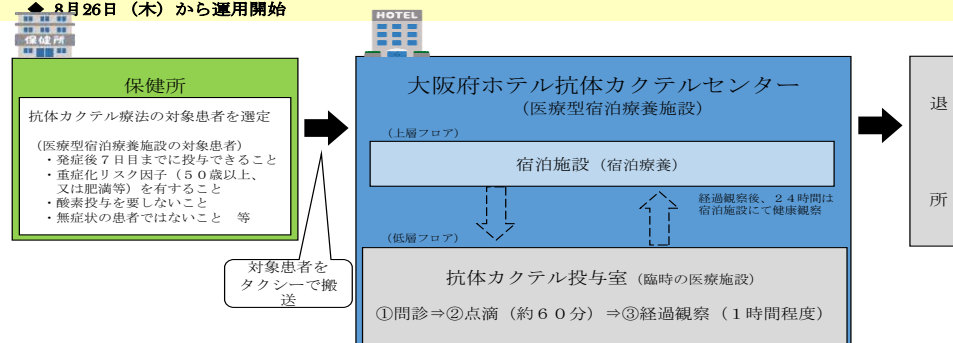 ◆ 8月26日（木）から運用開始
保健所
HOTEL
保健所
抗体カクテル療法の対象患者を選定
（医療型宿泊療養施設の対象患者）
・発症後７日目までに投与できること
・重症化リスク因子（５０歳以上、
又は肥満等）を有すること
・酸素投与を要しないこと
・無症状の患者ではないこと　等
対象患者を
タクシーで搬
送
大阪府ホテル抗体カクテルセンター
（医療型宿泊療養施設）
（上層フロア）
宿泊施設（宿泊療養）
経過観察後、２４時間は
宿泊施設にて健康観察
（低層フロア）
抗体カクテル投与室（臨時の医療施設）
①問診⇒②点滴（約６０分）⇒③経過観察（１時間程度）
退
所